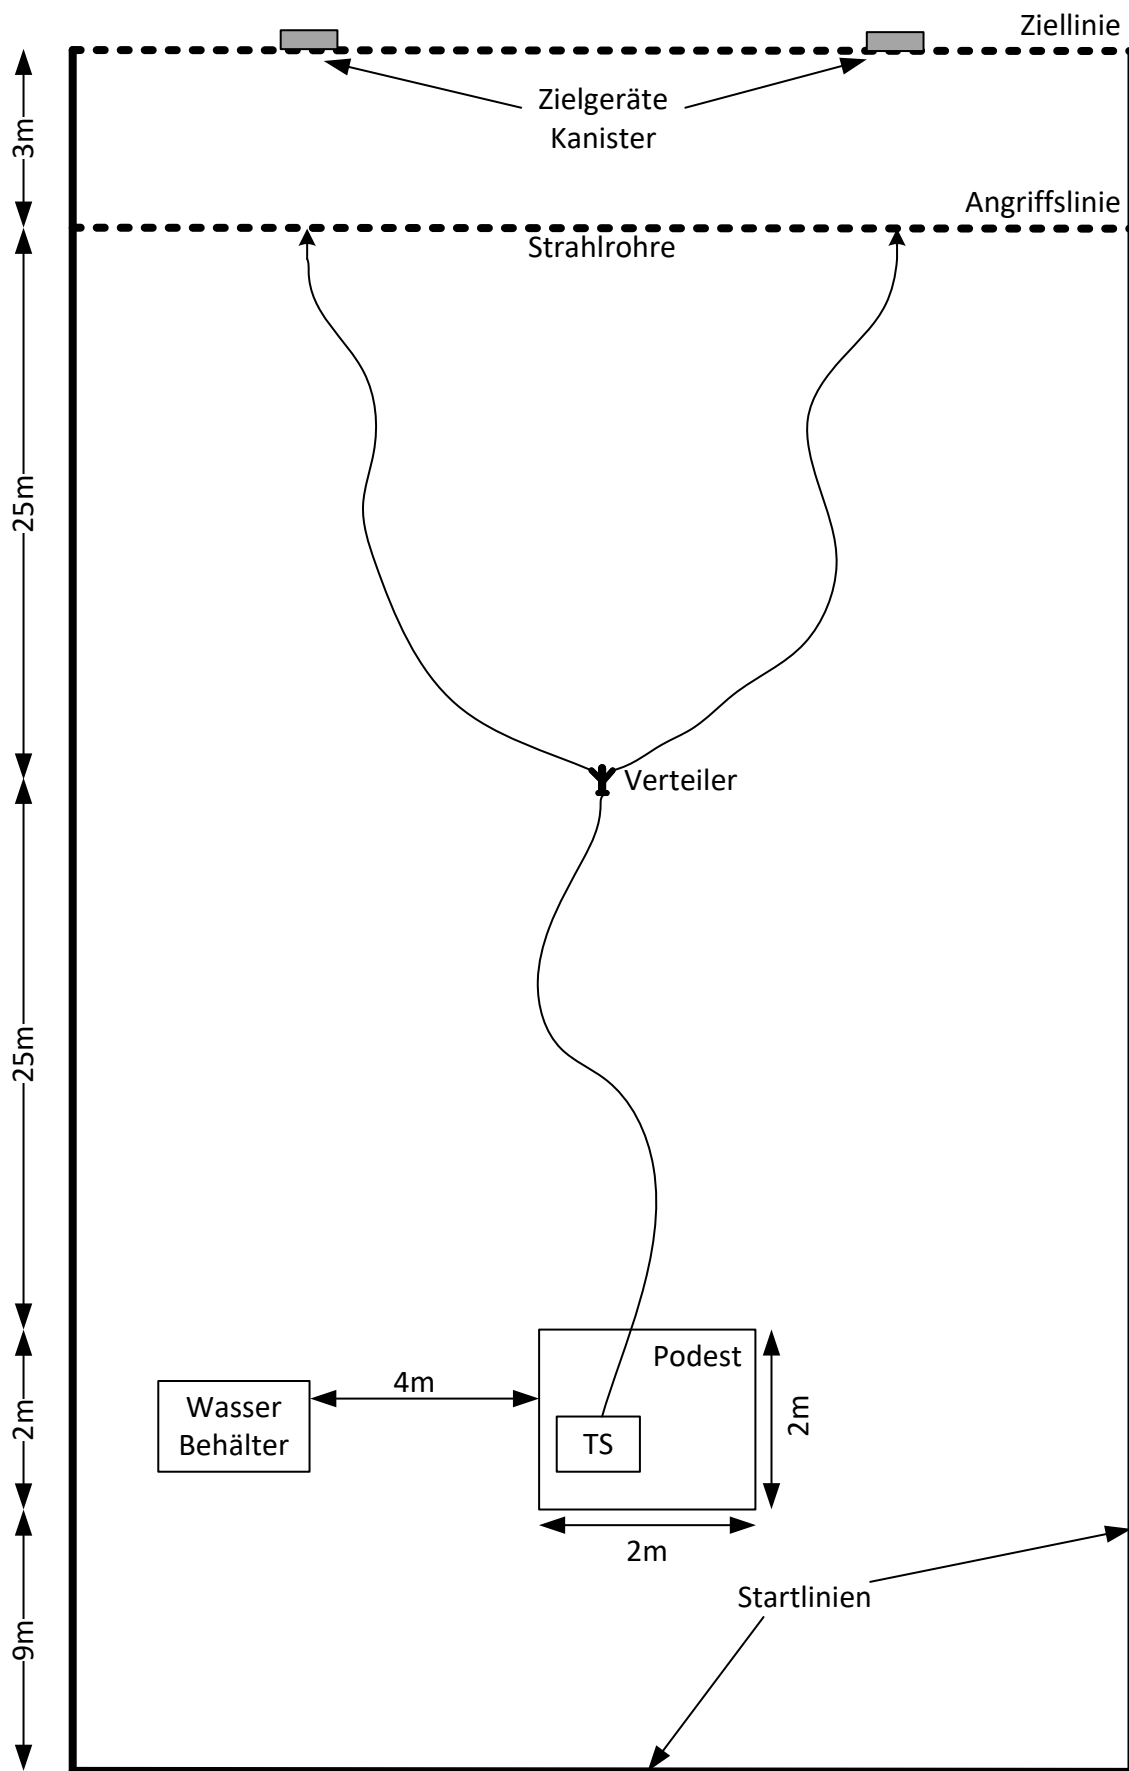 Ziellinie
Zielgeräte
Kanister
3m
Angriffslinie
Strahlrohre
25m
Verteiler
25m
Podest
4m
Wasser
Behälter
TS
2m
2m
2m
Startlinien
9m